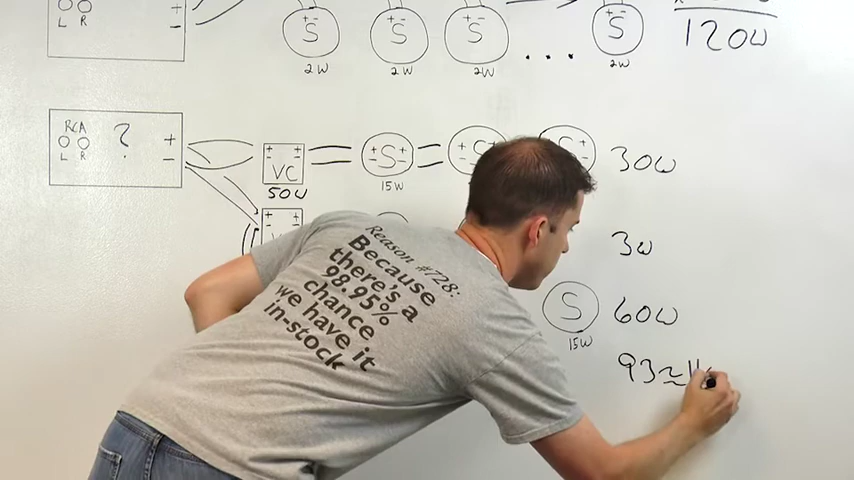 L R + −
+ − + − + − + −
S S S S
2W 2W 2W ... 2W
120W
RCA ? + −
L R
+ + + + + +
− S −
VC
50W 15W
30W
3W
S 60W
15W
93≈
Reason #728:
Because
there's a
98.95%
chance
we have it
in-stock